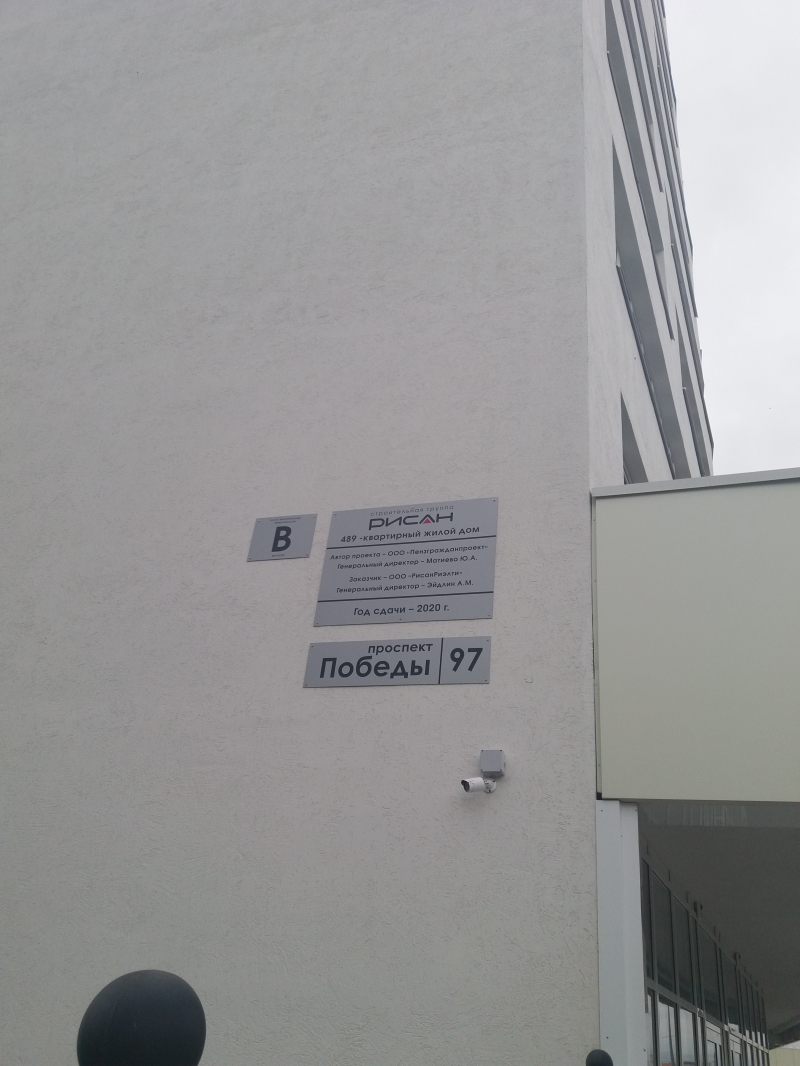 В
строительная группа
РИСАН
489 -квартирный жилой дом
Автор проекта - ООО «Пензгражданпроект»
Генеральный директор - Матиева Ю.А.
Заказчик - ООО «РисанРиэлти»
Генеральный директор - Эйдлин А.М.
Год сдачи - 2020 г.
проспект
Победы 97